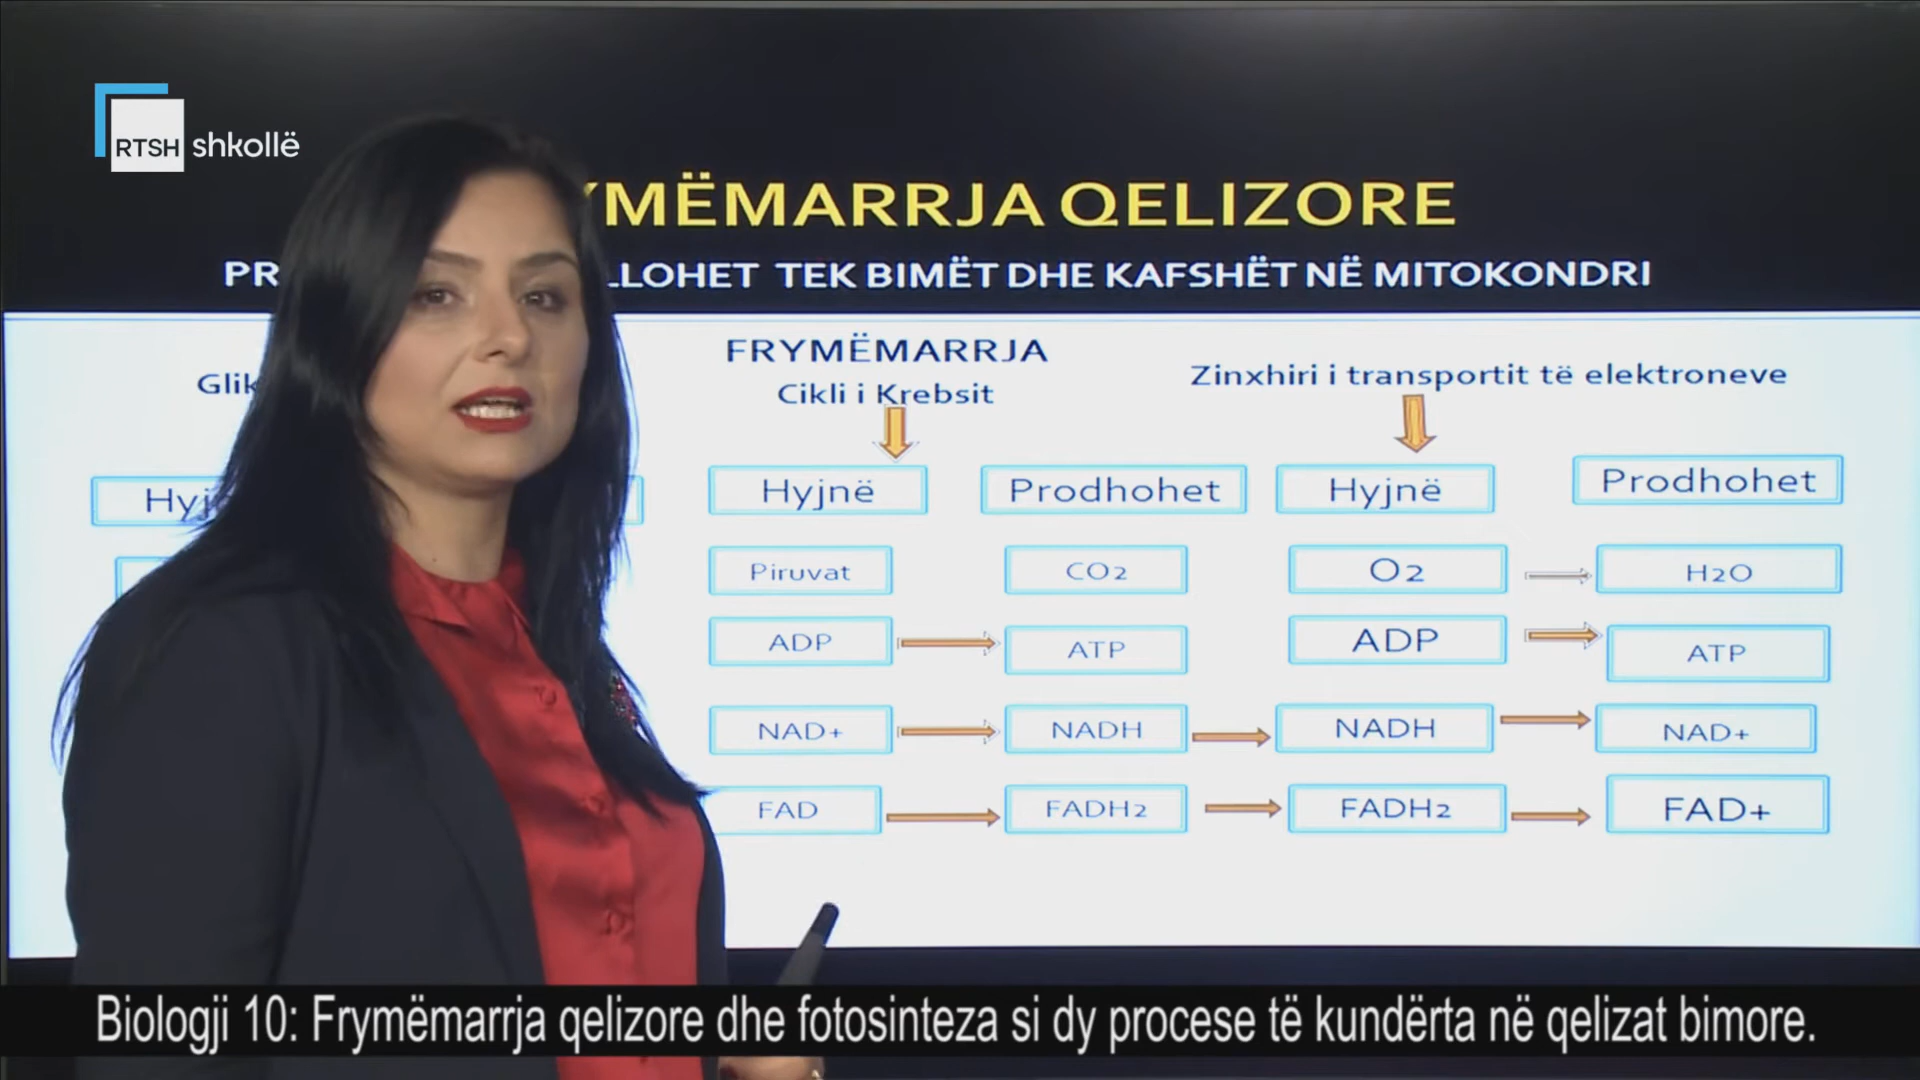 RTSH shkollë
YMËMARRJA QELIZORE
PR LLOHET TEK BIMËT DHE KAFSHËT NË MITOKONDRI
FRYMËMARRJA
Glik Cikli i Krebsit Zinxhiri i transportit të elektroneve
Hyj Hyjnë Prodhohet Hyjnë Prodhohet
Piruvat CO2 O2 H2O
ADP ATP ADP ATP
NAD+ NADH NADH NAD+
FAD FADH2 FADH2 FAD+
Biologji 10: Frymëmarrja qelizore dhe fotosinteza si dy procese të kundërta në qelizat bimore.